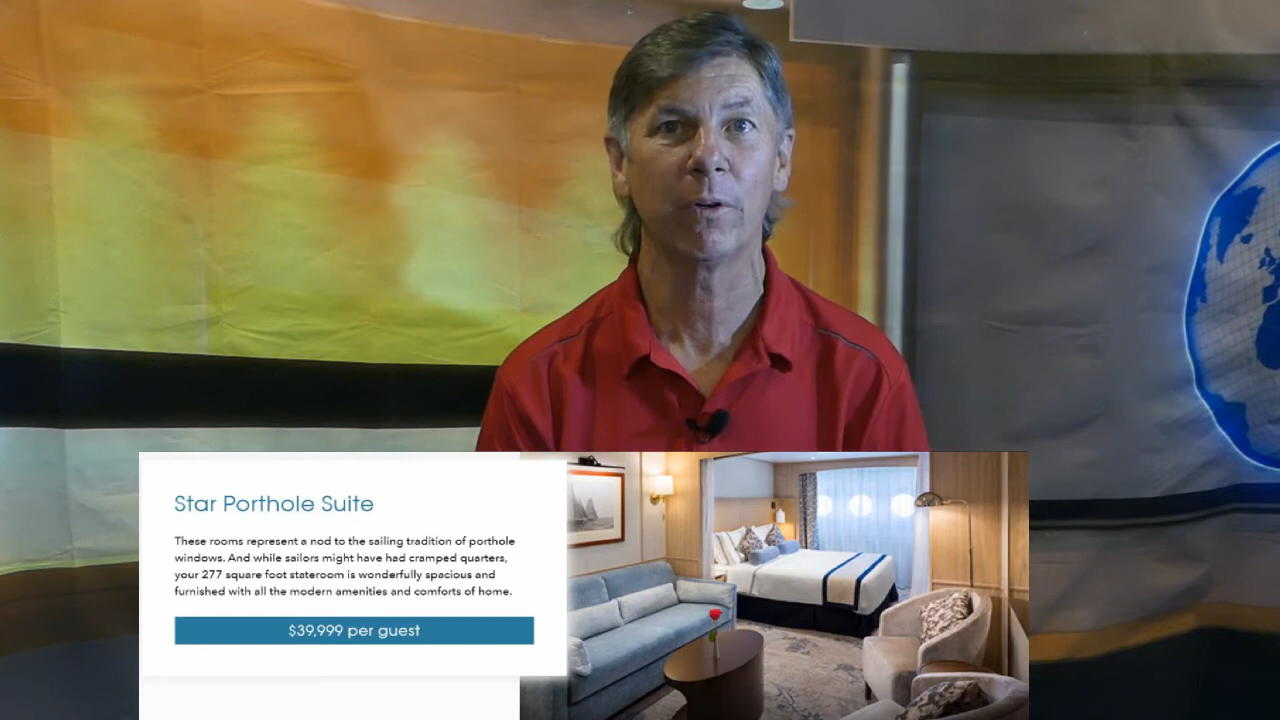 Star Porthole Suite
These rooms represent a nod to the sailing tradition of porthole
windows. And while sailors might have had cramped quarters,
your 277 square foot stateroom is wonderfully spacious and
furnished with all the modern amenities and comforts of home.
$39,999 per guest